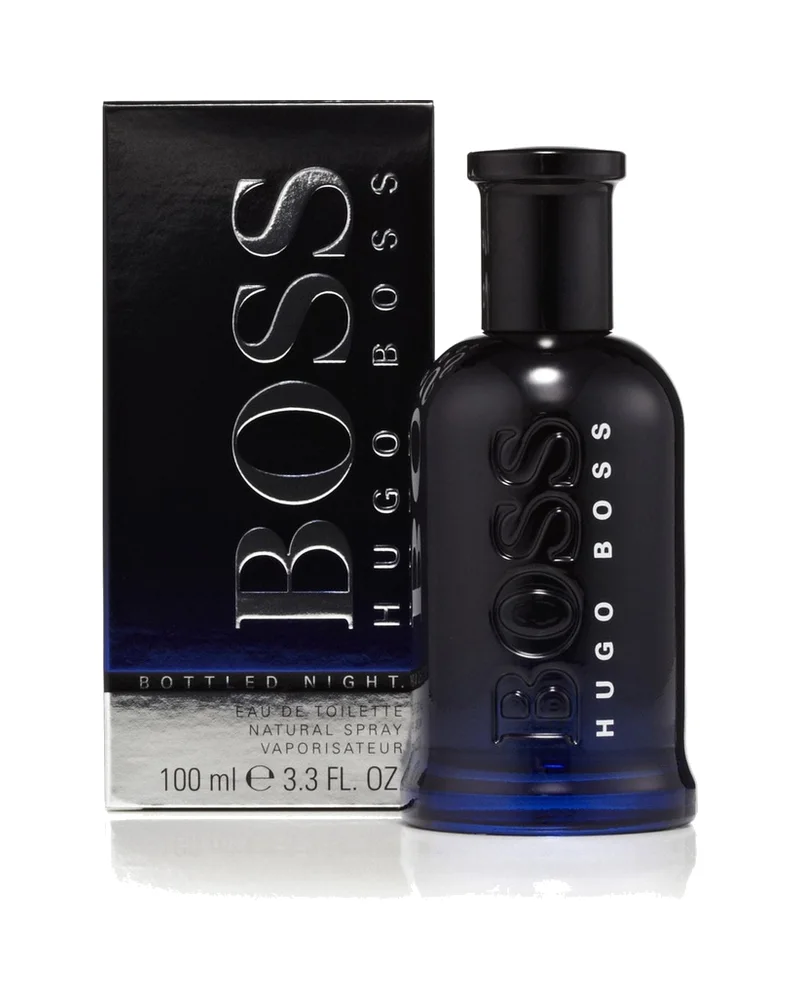 BOSS
HUGO BOSS
BOTTLED NIGHT.
EAU DE TOILETTE
NATURAL SPRAY
VAPORISATEUR
100 ml ℮ 3.3 FL. OZ
BOSS
HUGO BOSS